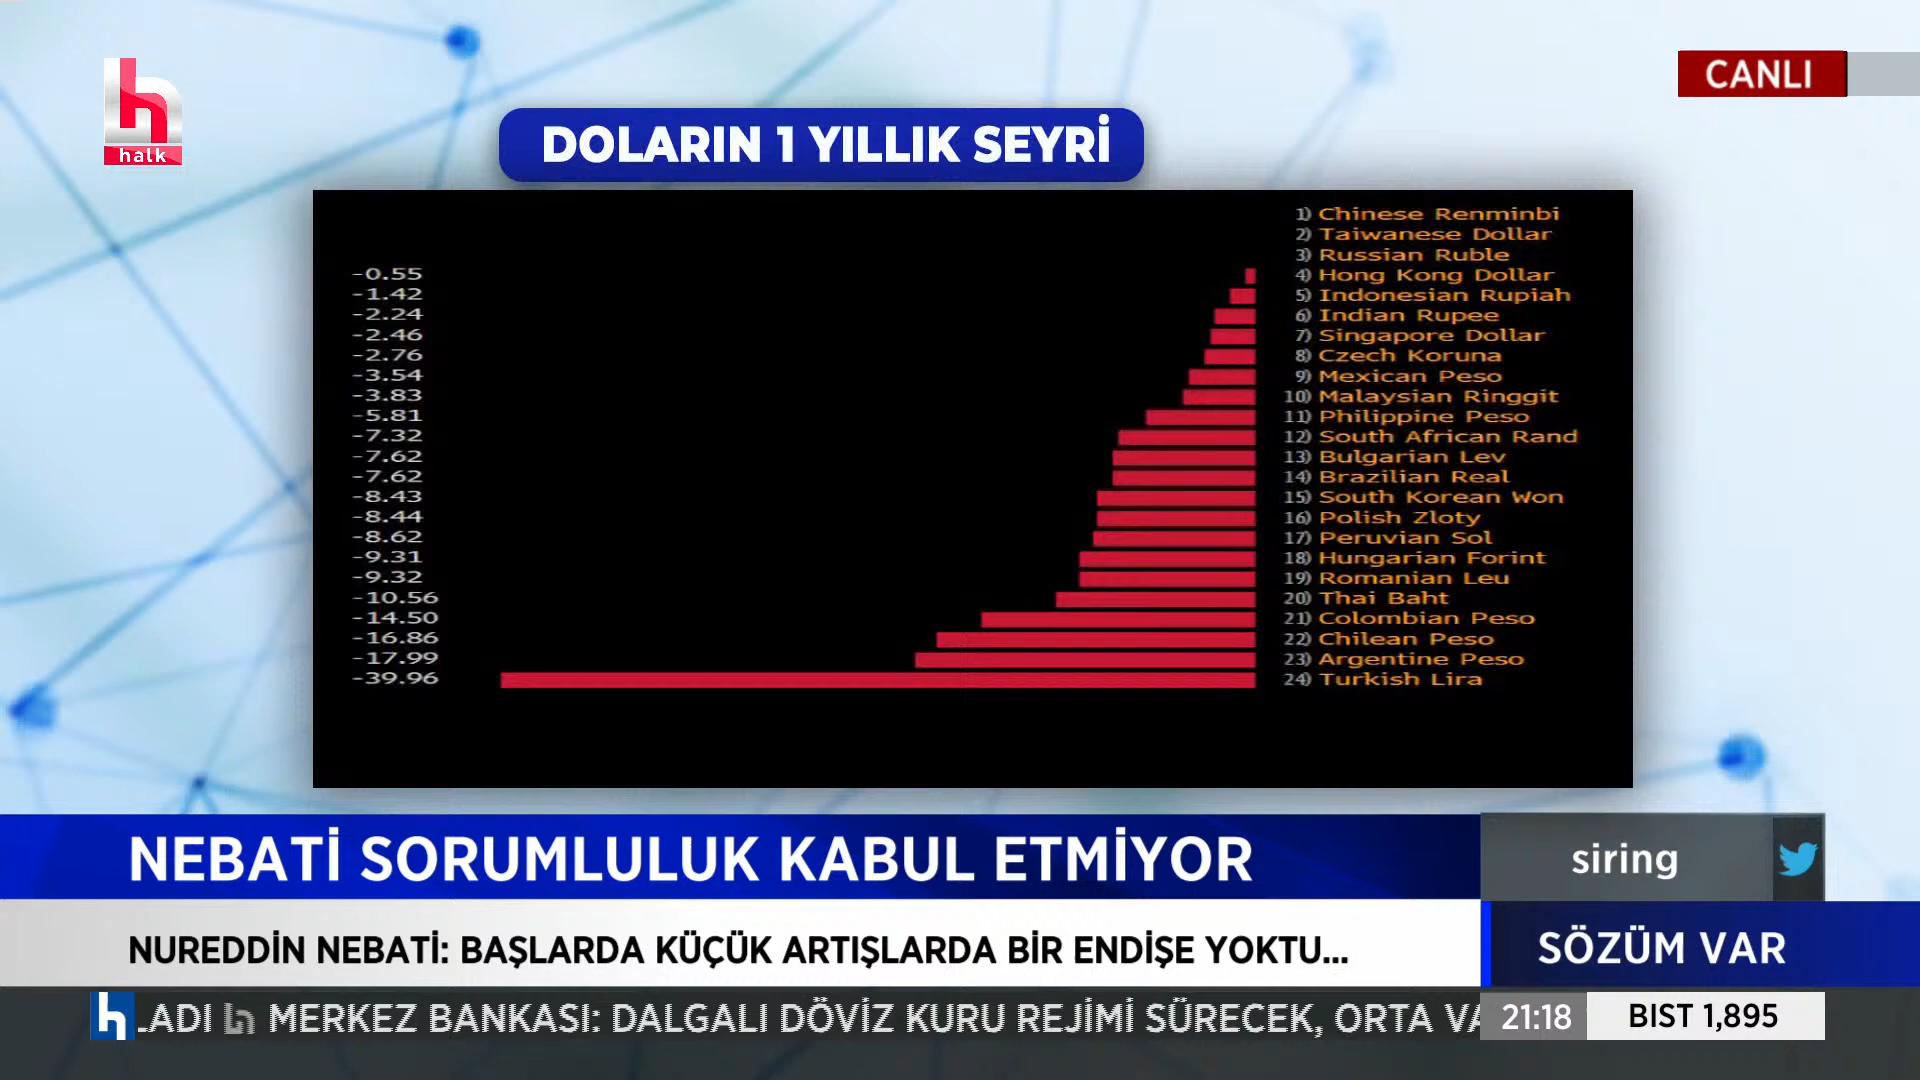 halk
CANLI
DOLARIN 1 YILLIK SEYRİ
1) Chinese Renminbi
2) Taiwanese Dollar
3) Russian Ruble
-0.55 4) Hong Kong Dollar
-1.42 5) Indonesian Rupiah
-2.24 6) Indian Rupee
-2.46 7) Singapore Dollar
-2.76 8) Czech Koruna
-3.54 9) Mexican Peso
-3.83 10) Malaysian Ringgit
-5.81 11) Philippine Peso
-7.32 12) South African Rand
-7.62 13) Bulgarian Lev
-7.62 14) Brazilian Real
-8.43 15) South Korean Won
-8.44 16) Polish Zloty
-8.62 17) Peruvian Sol
-9.31 18) Hungarian Forint
-9.32 19) Romanian Leu
-10.56 20) Thai Baht
-14.50 21) Colombian Peso
-16.86 22) Chilean Peso
-17.99 23) Argentine Peso
-39.96 24) Turkish Lira
NEBATİ SORUMLULUK KABUL ETMİYOR
siring
NUREDDİN NEBATİ: BAŞLARDA KÜÇÜK ARTIŞLARDA BİR ENDİŞE YOKTU...
SÖZÜM VAR
LADI MERKEZ BANKASI: DALGALI DÖVİZ KURU REJİMİ SÜRECEK, ORTA VA
21:18
BIST 1,895